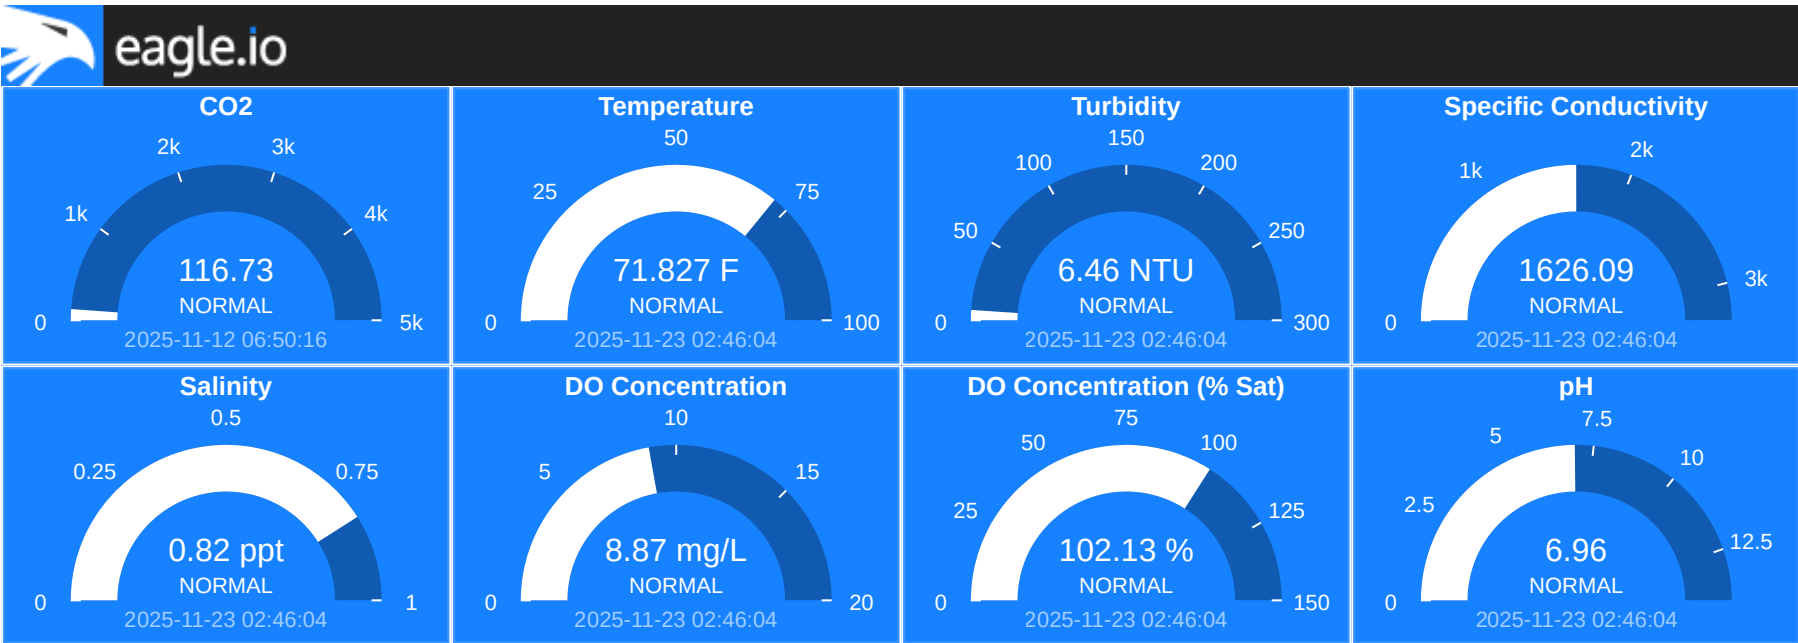 eagle.io
CO2
0
1k
2k
3k
4k
5k
116.73
NORMAL
2025-11-12 06:50:16
Temperature
0
25
50
75
100
71.827 F
NORMAL
2025-11-23 02:46:04
Turbidity
0
50
100
150
200
250
300
6.46 NTU
NORMAL
2025-11-23 02:46:04
Specific Conductivity
0
1k
2k
3k
1626.09
NORMAL
2025-11-23 02:46:04
Salinity
0
0.25
0.5
0.75
1
0.82 ppt
NORMAL
2025-11-23 02:46:04
DO Concentration
0
5
10
15
20
8.87 mg/L
NORMAL
2025-11-23 02:46:04
DO Concentration (% Sat)
0
25
50
75
100
125
150
102.13 %
NORMAL
2025-11-23 02:46:04
pH
0
2.5
5
7.5
10
12.5
6.96
NORMAL
2025-11-23 02:46:04